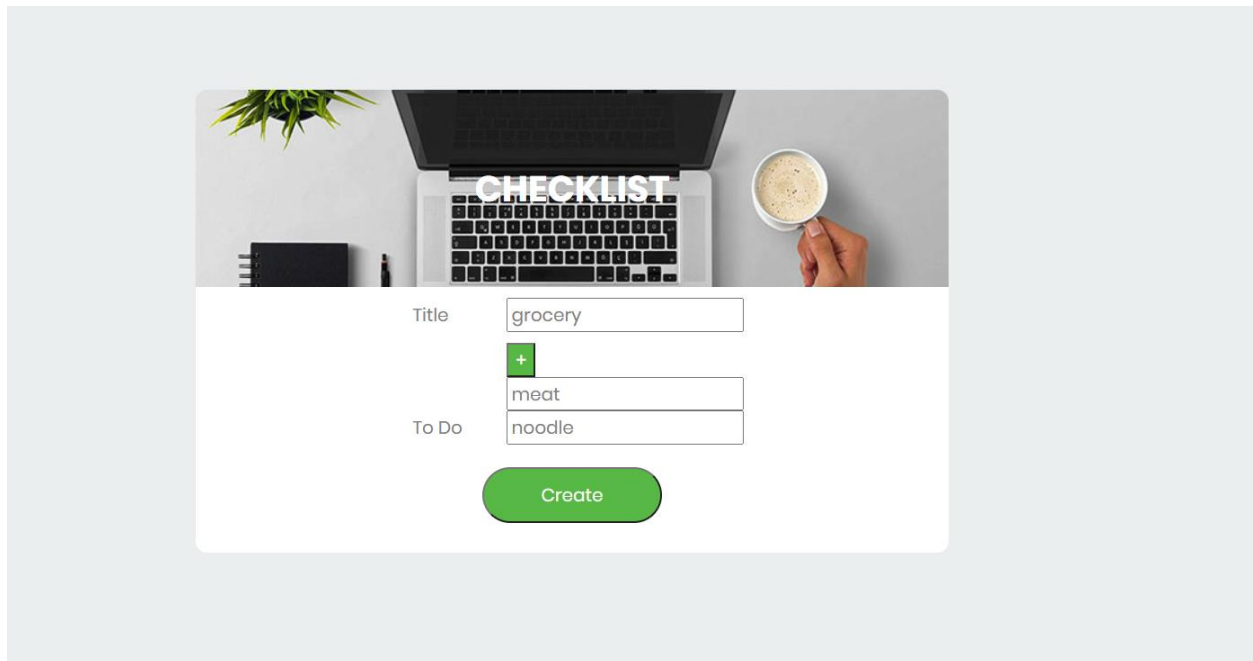 CHECKLIST
Title grocery
+
meat
To Do noodle
Create